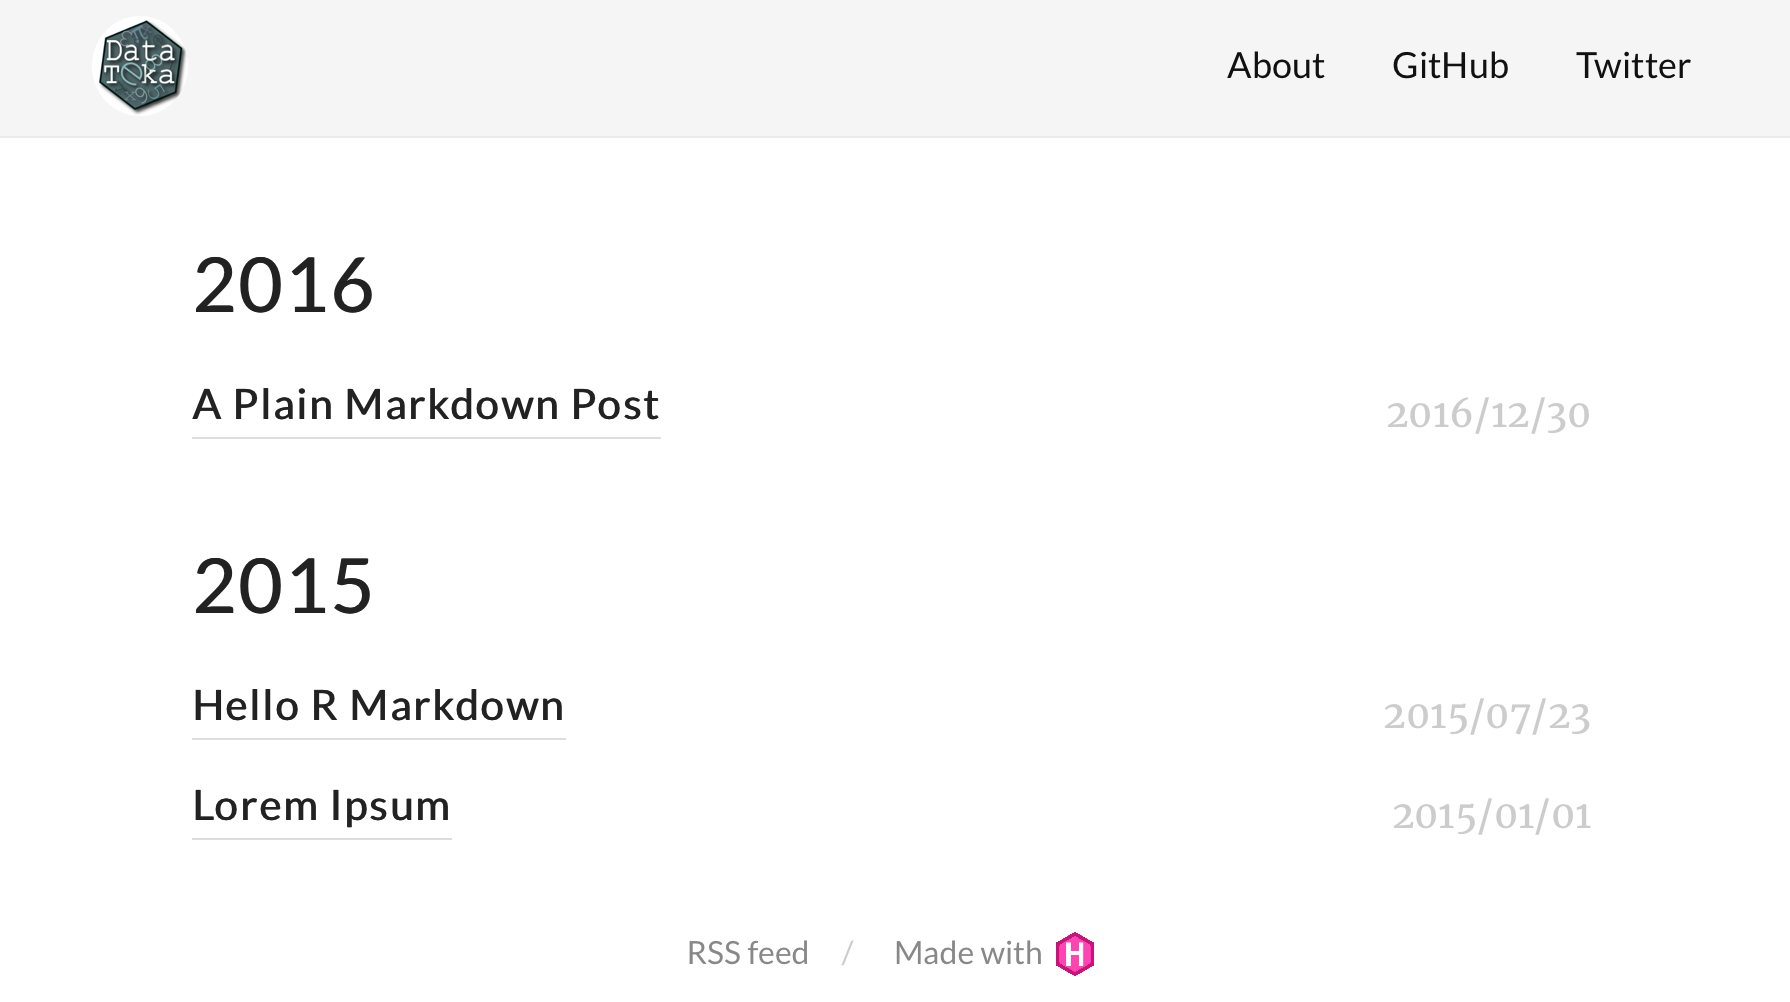 Data
Teka
About GitHub Twitter
2016
A Plain Markdown Post 2016/12/30
2015
Hello R Markdown 2015/07/23
Lorem Ipsum 2015/01/01
RSS feed / Made with H